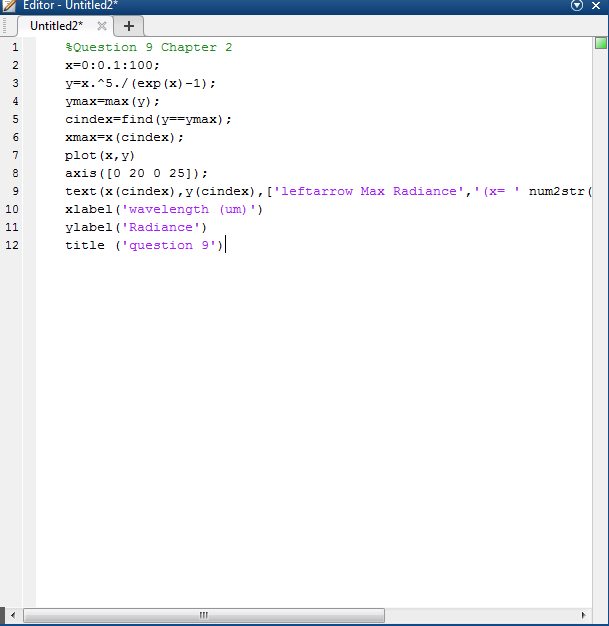 Editor - Untitled2*
Untitled2*
1 %Question 9 Chapter 2
2 x=0:0.1:100;
3 y=x.^5./(exp(x)-1);
4 ymax=max(y);
5 cindex=find(y==ymax);
6 xmax=x(cindex);
7 plot(x,y)
8 axis([0 20 0 25]);
9 text(x(cindex),y(cindex),['leftarrow Max Radiance','(x= ' num2str(
10 xlabel('wavelength (um)')
11 ylabel('Radiance')
12 title ('question 9')